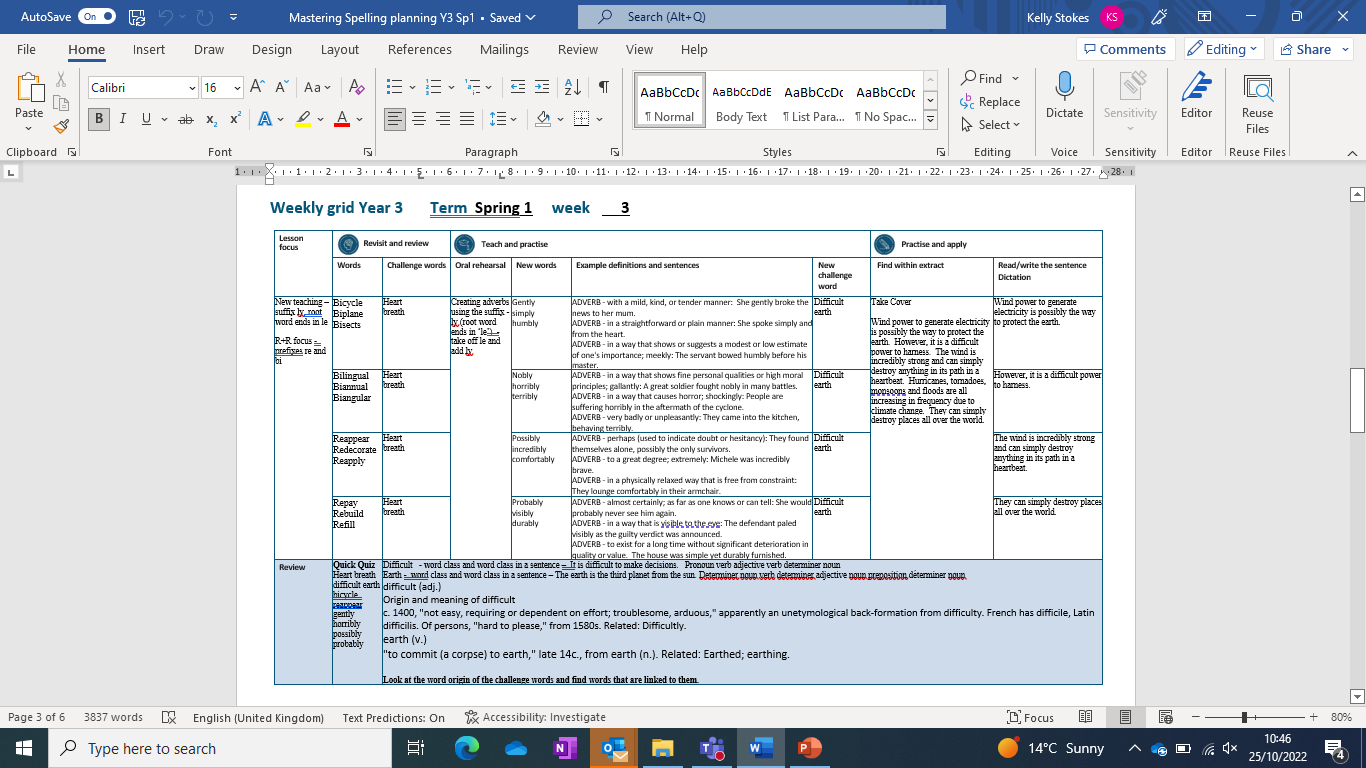 AutoSave On Mastering Spelling planning Y3 Sp1 • Saved Search (Alt+Q) Kelly Stokes KS
File Home Insert Draw Design Layout References Mailings Review View Help Comments Editing Share
Paste
Clipboard
Calibri 16
Font
Paragraph
AaBbCcDc AaBbCcDdE AaBbCcDc AaBbCcDc
¶ Normal Body Text ¶ List Para... ¶ No Spac...
Styles
Find
Replace
Select
Editing
Dictate
Voice
Sensitivity
Sensitivity
Editor
Editor
Reuse
Files
Reuse Files
1 1 2 3 4 5 6 7 8 9 10 11 12 13 14 15 16 17 18 19 20 21 22 23 24 25 26 27 28
Weekly grid Year 3 Term Spring 1 week 3
Lesson
focus
Revisit and review
Teach and practise
Practise and apply
Words
Challenge words
Oral rehearsal
New words
Example definitions and sentences
New
challenge
word
Find within extract
Read/write the sentence
Dictation
New teaching –
suffix ly, root
word ends in le
R+R focus –
prefixes re and
bi
Bicycle
Biplane
Bisects
Heart
breath
Creating adverbs
using the suffix -
ly (root word
ends in 'le') –
take off le and
add ly.
Gently
simply
humbly
ADVERB - with a mild, kind, or tender manner: She gently broke the
news to her mum.
ADVERB - in a straightforward or plain manner: She spoke simply and
from the heart.
ADVERB - in a way that shows or suggests a modest or low estimate
of one's importance; meekly: The servant bowed humbly before his
master.
Difficult
earth
Take Cover
Wind power to generate electricity
is possibly the way to protect the
earth. However, it is a difficult
power to harness. The wind is
incredibly strong and can simply
destroy anything in its path in a
heartbeat. Hurricanes, tornadoes,
monsoons and floods are all
increasing in frequency due to
climate change. They can simply
destroy places all over the world.
Wind power to generate
electricity is possibly the way
to protect the earth.
Bilingual
Biannual
Biangular
Heart
breath
Nobly
horribly
terribly
ADVERB - in a way that shows fine personal qualities or high moral
principles; gallantly: A great soldier fought nobly in many battles.
ADVERB - in a way that causes horror; shockingly: People are
suffering horribly in the aftermath of the cyclone.
ADVERB - very badly or unpleasantly: They came into the kitchen,
behaving terribly.
Difficult
earth
However, it is a difficult power
to harness.
Reappear
Redecorate
Reapply
Heart
breath
Possibly
incredibly
comfortably
ADVERB - perhaps (used to indicate doubt or hesitancy): They found
themselves alone, possibly the only survivors.
ADVERB - to a great degree; extremely: Michele was incredibly
brave.
ADVERB - in a physically relaxed way that is free from constraint:
They lounge comfortably in their armchair.
Difficult
earth
The wind is incredibly strong
and can simply destroy
anything in its path in a
heartbeat.
Repay
Rebuild
Refill
Heart
breath
Probably
visibly
durably
ADVERB - almost certainly; as far as one knows or can tell: She would
probably never see him again.
ADVERB - in a way that is visible to the eye: The defendant paled
visibly as the guilty verdict was announced.
ADVERB - to exist for a long time without significant deterioration in
quality or value. The house was simple yet durably furnished.
Difficult
earth
They can simply destroy places
all over the world.
Review
Quick Quiz
Heart breath
difficult earth
bicycle
reappear
gently
horribly
possibly
probably
Difficult - word class and word class in a sentence – It is difficult to make decisions. Pronoun verb adjective verb determiner noun
Earth - word class and word class in a sentence – The earth is the third planet from the sun. Determiner noun verb determiner adjective noun preposition determiner noun
difficult (adj.)
Origin and meaning of difficult
c. 1400, "not easy, requiring or dependent on effort; troublesome, arduous," apparently an unetymological back-formation from difficulty. French has difficile, Latin
difficilis. Of persons, "hard to please," from 1580s. Related: Difficultly.
earth (v.)
"to commit (a corpse) to earth," late 14c., from earth (n.). Related: Earthed; earthing.
Look at the word origin of the challenge words and find words that are linked to them.
Page 3 of 6 3837 words English (United Kingdom) Text Predictions: On Accessibility: Investigate Focus 80%
Type here to search 14°C Sunny 10:46
25/10/2022 4